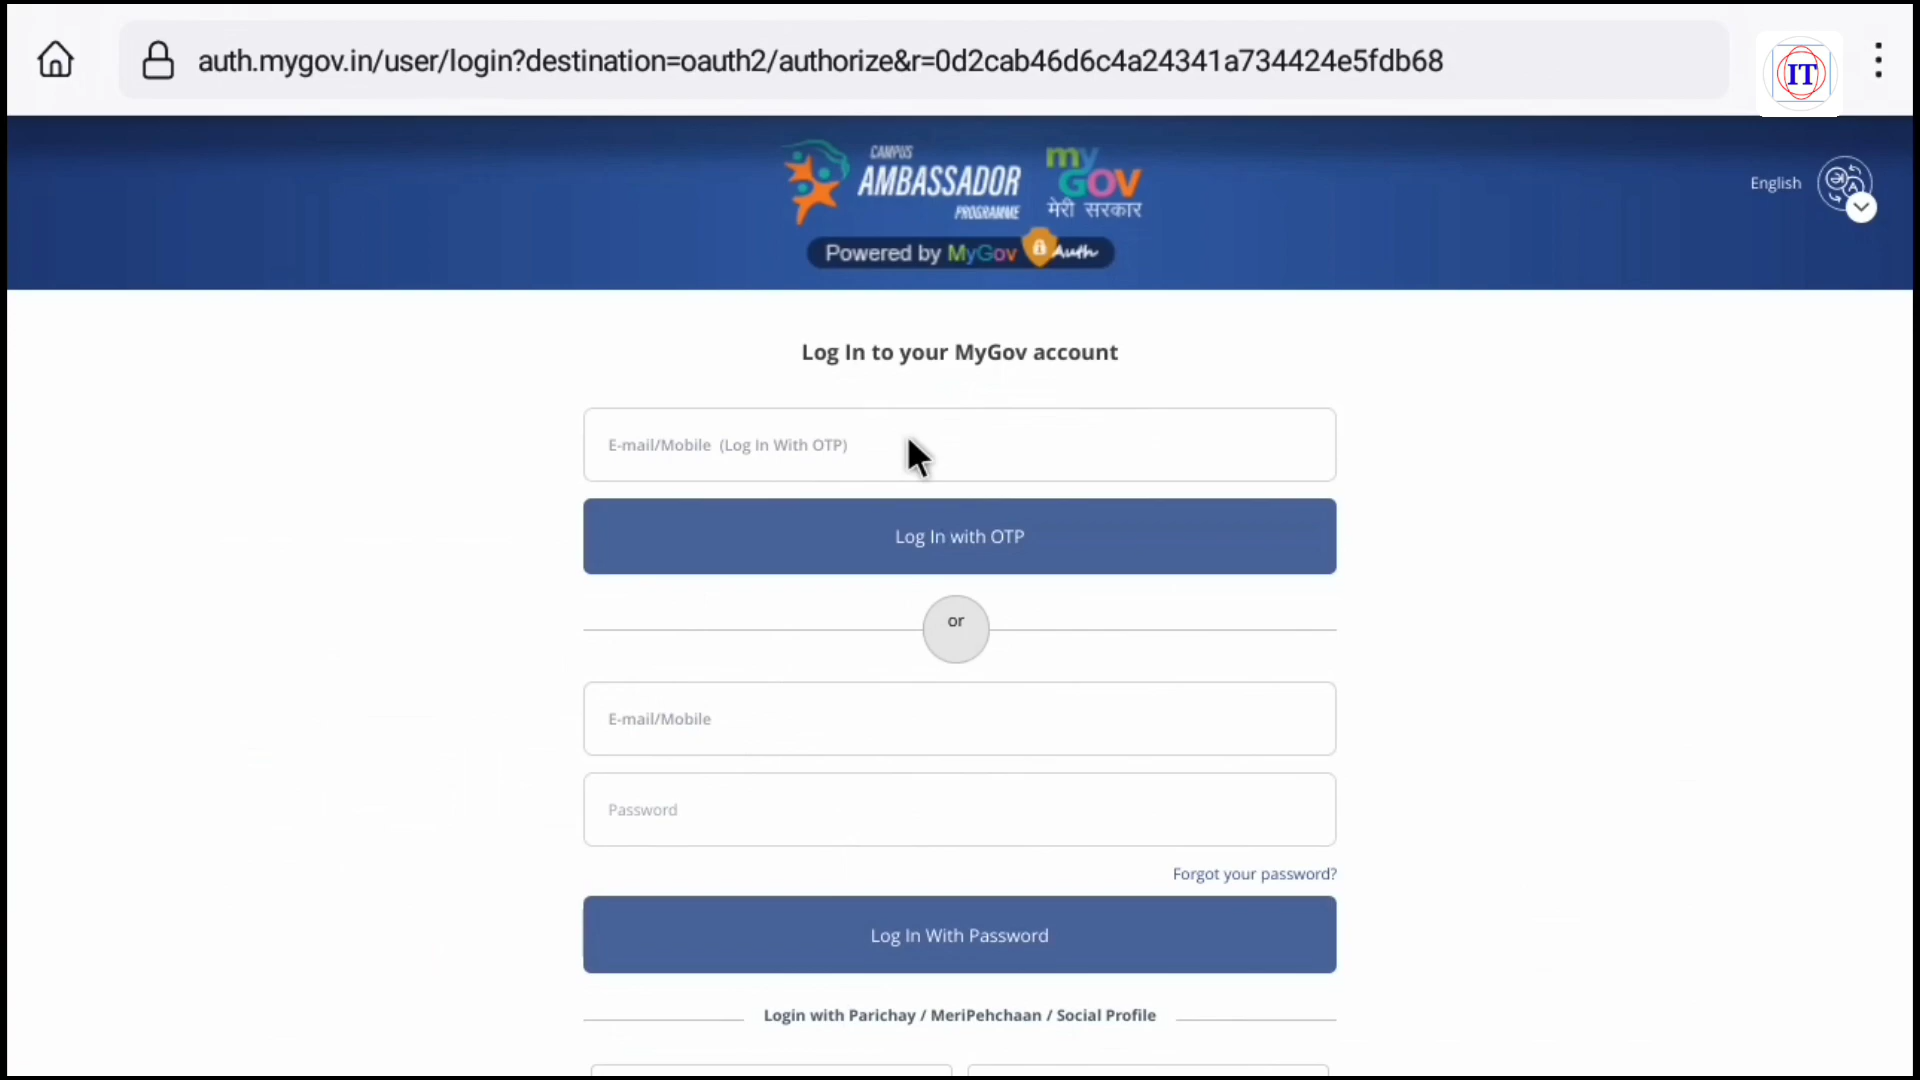 auth.mygov.in/user/login?destination=oauth2/authorize&r=0d2cab46d6c4a24341a734424e5fdb68
IT
CAMPUS
AMBASSADOR
PROGRAMME
my
GOV
मेरी सरकार
English
Powered by MyGov Auth
Log In to your MyGov account
E-mail/Mobile (Log In With OTP)
Log In with OTP
or
E-mail/Mobile
Password
Forgot your password?
Log In With Password
Login with Parichay / MeriPehchaan / Social Profile